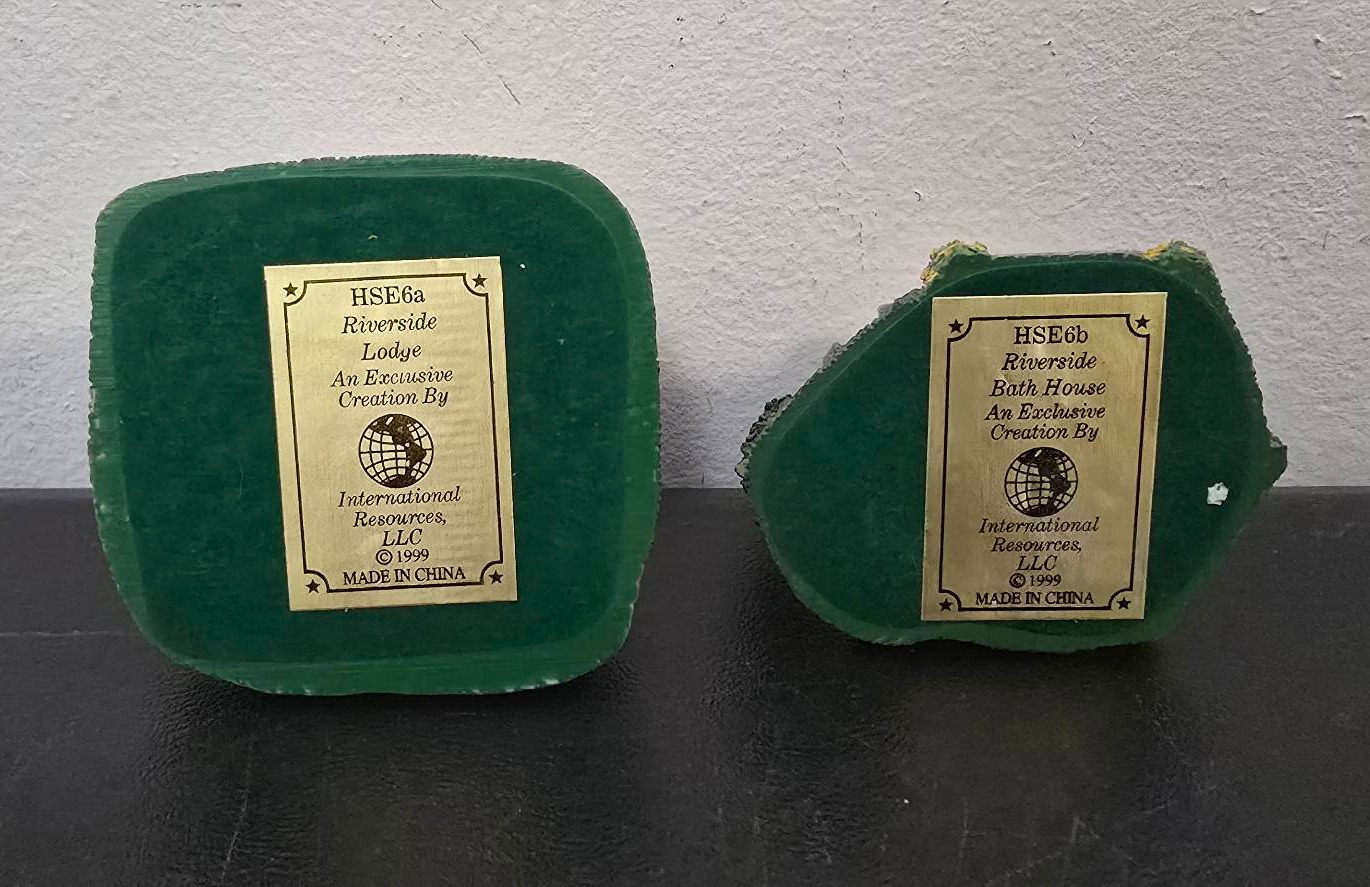 HSE6a
Riverside
Lodge
An Exclusive
Creation By
International
Resources,
LLC
© 1999
MADE IN CHINA
HSE6b
Riverside
Bath House
An Exclusive
Creation By
International
Resources,
LLC
© 1999
MADE IN CHINA